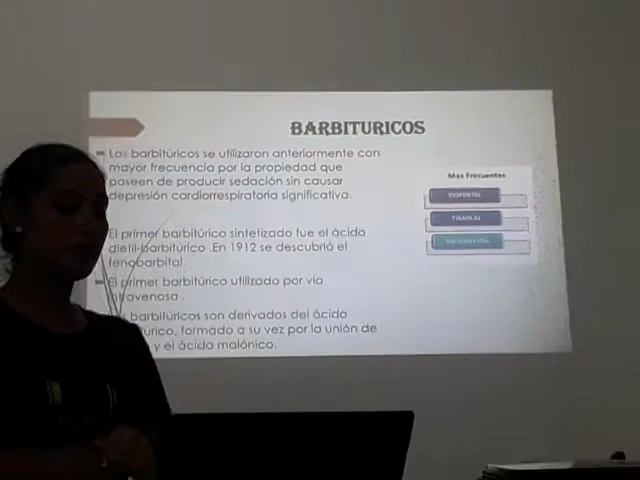 BARBITURICOS
Los barbitúricos se utilizaron anteriormente con
mayor frecuencia por la propiedad que
poseen de producir sedación sin causar
depresión cardiorrespiratoria significativa.
El primer barbitúrico sintetizado fue el ácido
dietil-barbitúrico .En 1912 se descubrió el
fenobarbital.
El primer barbitúrico utilizado por vía
intravenosa .
barbitúricos son derivados del ácido
formado a su vez por la unión de
y el ácido malónico.
Mas Frecuentes
TIOPENTAL